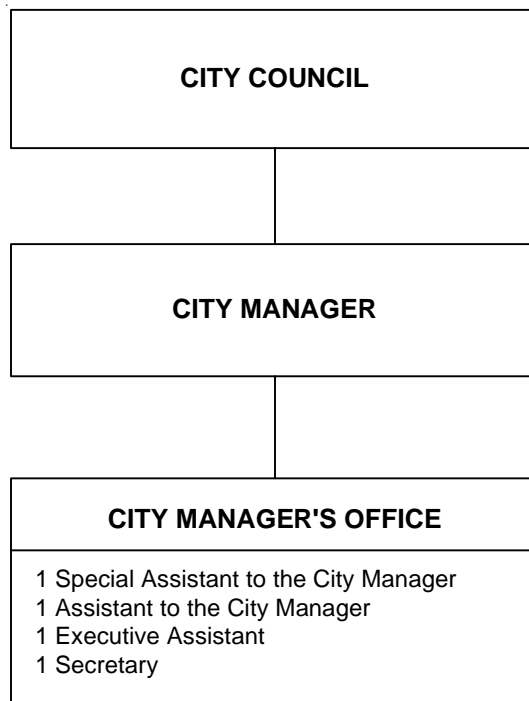 CITY COUNCIL
CITY MANAGER
CITY MANAGER'S OFFICE
1 Special Assistant to the City Manager
1 Assistant to the City Manager
1 Executive Assistant
1 Secretary